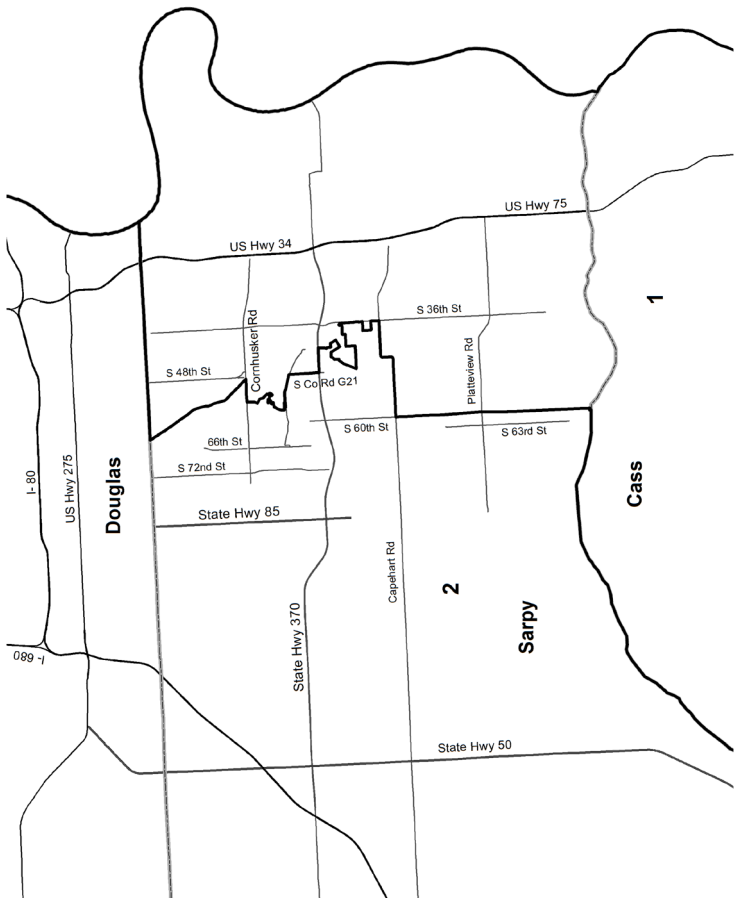 US Hwy 75
US Hwy 34
1
S 36th St
Cornhusker Rd
Platteview Rd
S 48th St
S Co Rd G21
S 60th St
S 63rd St
66th St
S 72nd St
I- 80
US Hwy 275
Douglas
Cass
State Hwy 85
Capehart Rd
2
Sarpy
State Hwy 370
I- 680
State Hwy 50